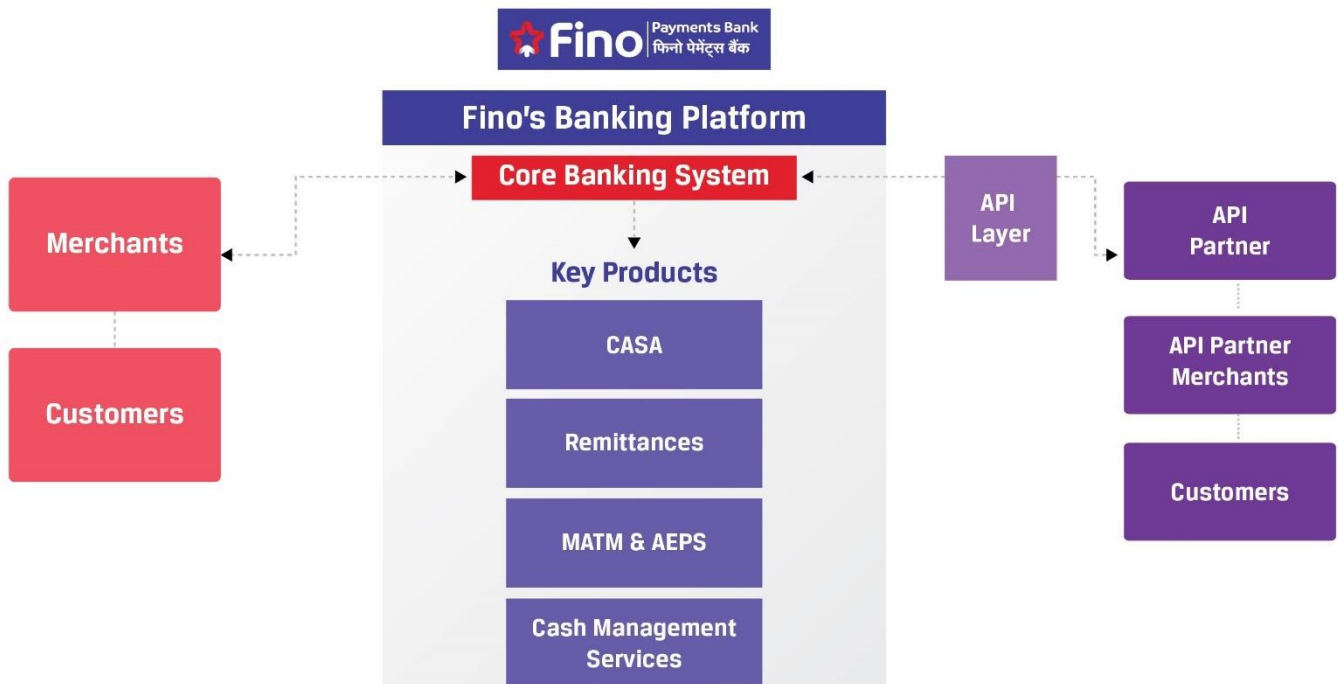 Fino
Payments Bank
फिनो पेमेंट्स बैंक
Fino's Banking Platform
Core Banking System
Merchants
Customers
Key Products
CASA
Remittances
MATM & AEPS
Cash Management
Services
API
Layer
API
Partner
API Partner
Merchants
Customers